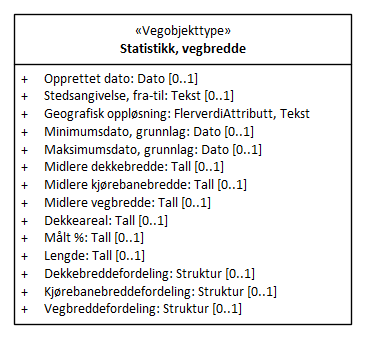 «Vegobjekttype»
Statistikk, vegbredde
+ Opprettet dato: Dato [0..1]
+ Stedsangivelse, fra-til: Tekst [0..1]
+ Geografisk oppløsning: FlerverdiAttributt, Tekst
+ Minimumsdato, grunnlag: Dato [0..1]
+ Maksimumsdato, grunnlag: Dato [0..1]
+ Midlere dekkebredde: Tall [0..1]
+ Midlere kjørebanebredde: Tall [0..1]
+ Midlere vegbredde: Tall [0..1]
+ Dekkeareal: Tall [0..1]
+ Målt %: Tall [0..1]
+ Lengde: Tall [0..1]
+ Dekkebreddefordeling: Struktur [0..1]
+ Kjørebanebreddefordeling: Struktur [0..1]
+ Vegbreddefordeling: Struktur [0..1]